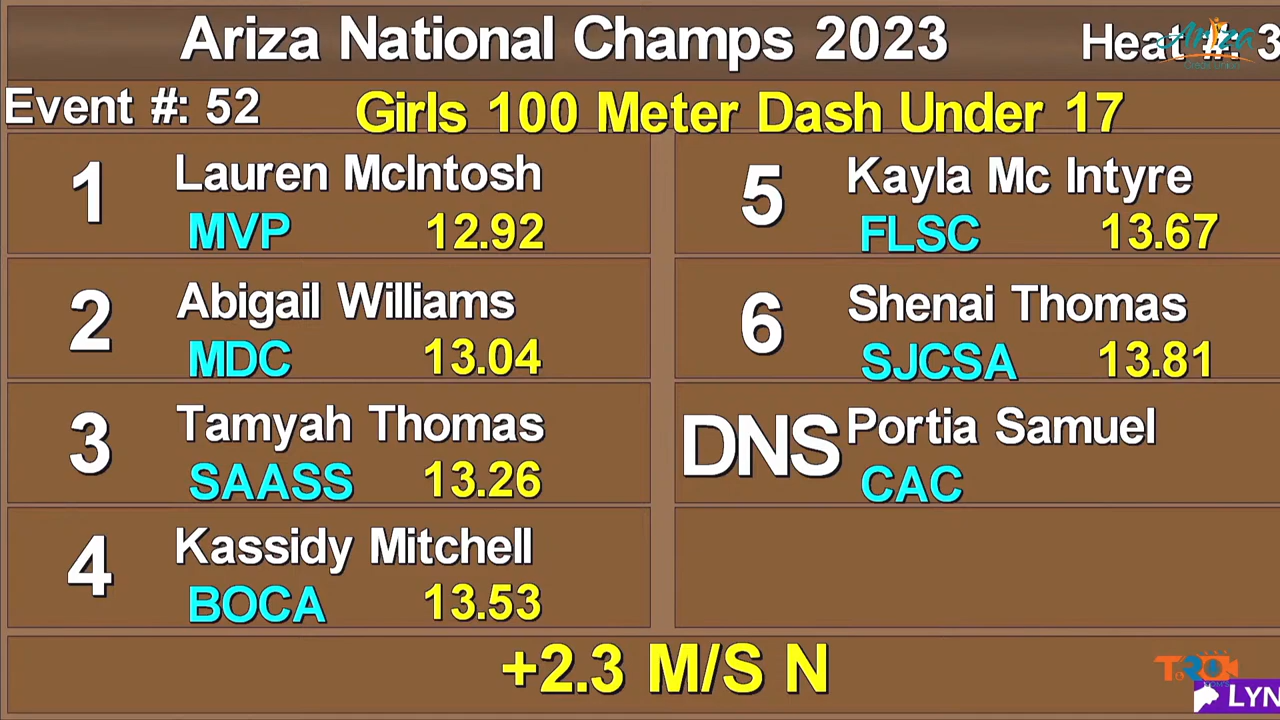 Ariza National Champs 2023
Heat #: 3
Ariza
Event #: 52
Girls 100 Meter Dash Under 17
1 Lauren McIntosh
MVP 12.92
2 Abigail Williams
MDC 13.04
3 Tamyah Thomas
SAASS 13.26
4 Kassidy Mitchell
BOCA 13.53
5 Kayla Mc Intyre
FLSC 13.67
6 Shenai Thomas
SJCSA 13.81
DNS Portia Samuel
CAC
+2.3 M/S N
LYN